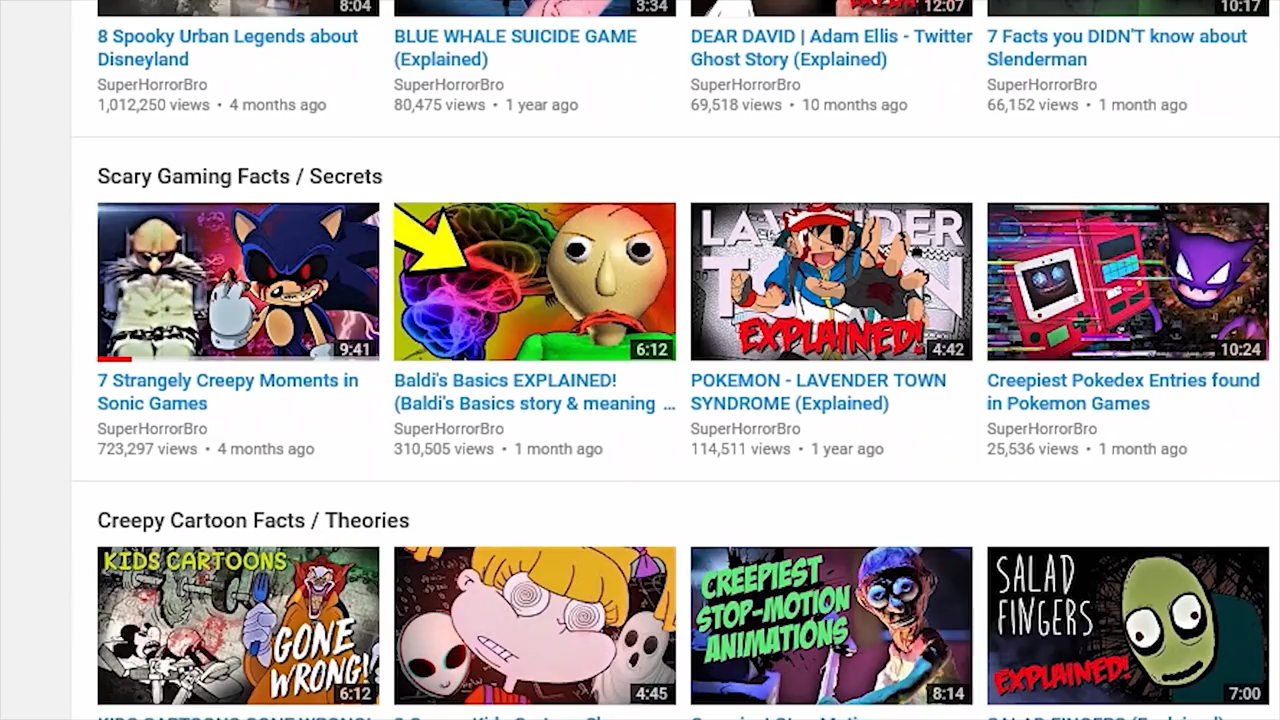 8:04
3:34
12:07
10:17
8 Spooky Urban Legends about
Disneyland
SuperHorrorBro
1,012,250 views • 4 months ago
BLUE WHALE SUICIDE GAME
(Explained)
SuperHorrorBro
80,475 views • 1 year ago
DEAR DAVID | Adam Ellis - Twitter
Ghost Story (Explained)
SuperHorrorBro
69,518 views • 10 months ago
7 Facts you DIDN'T know about
Slenderman
SuperHorrorBro
66,152 views • 1 month ago
Scary Gaming Facts / Secrets
9:41
6:12
LAVENDER
EXPLAINED!
4:42
10:24
7 Strangely Creepy Moments in
Sonic Games
SuperHorrorBro
723,297 views • 4 months ago
Baldi's Basics EXPLAINED!
(Baldi's Basics story & meaning ...
SuperHorrorBro
310,505 views • 1 month ago
POKEMON - LAVENDER TOWN
SYNDROME (Explained)
SuperHorrorBro
114,511 views • 1 year ago
Creepiest Pokedex Entries found
in Pokemon Games
SuperHorrorBro
25,536 views • 1 month ago
Creepy Cartoon Facts / Theories
KIDS CARTOONS
GONE
WRONG!
6:12
4:45
CREEPIEST
STOP-MOTION
ANIMATIONS
8:14
SALAD
FINGERS
EXPLAINED!
7:00